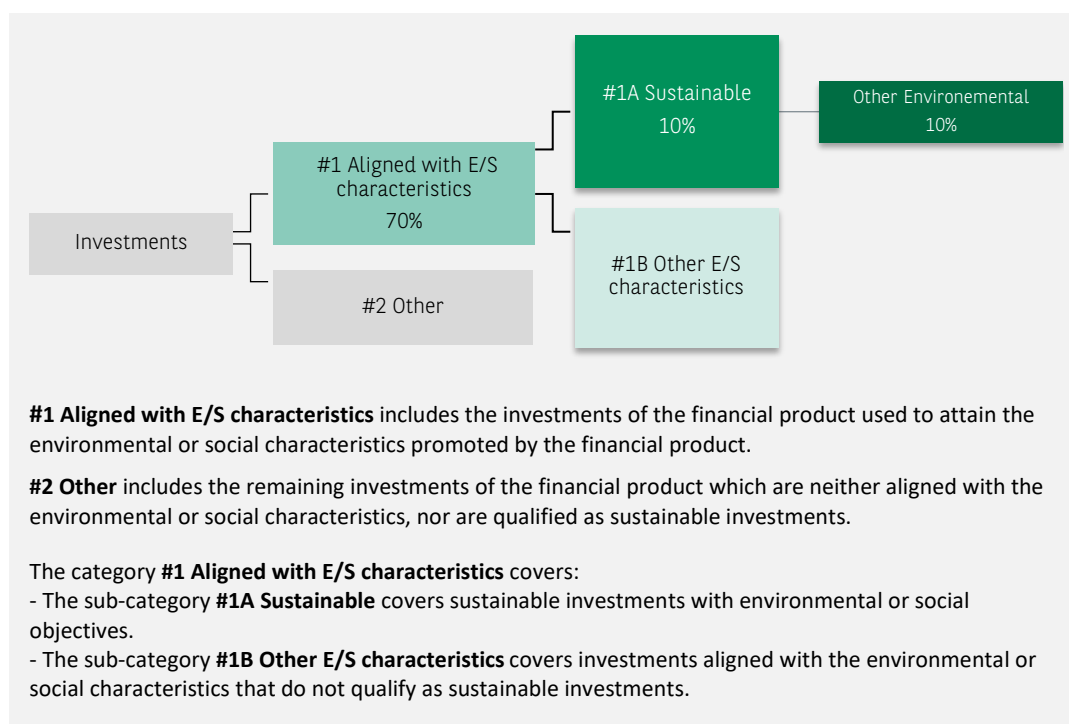 #1A Sustainable
10%
Other Environemental
10%
#1 Aligned with E/S
characteristics
70%
Investments
#1B Other E/S
characteristics
#2 Other
#1 Aligned with E/S characteristics includes the investments of the financial product used to attain the
environmental or social characteristics promoted by the financial product.
#2 Other includes the remaining investments of the financial product which are neither aligned with the
environmental or social characteristics, nor are qualified as sustainable investments.
The category #1 Aligned with E/S characteristics covers:
- The sub-category #1A Sustainable covers sustainable investments with environmental or social
objectives.
- The sub-category #1B Other E/S characteristics covers investments aligned with the environmental or
social characteristics that do not qualify as sustainable investments.